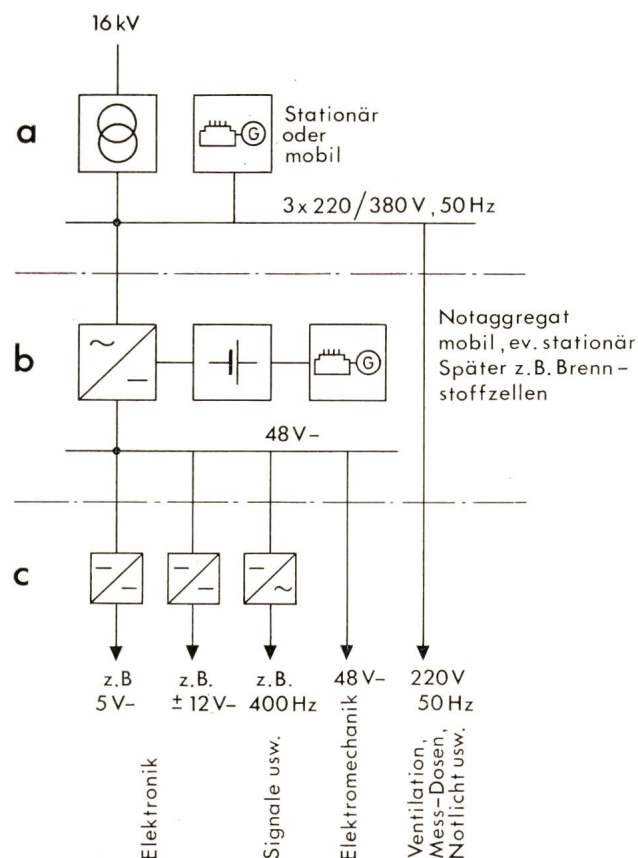 16 kV
a
G
Stationär
oder
mobil
3 x 220/380 V, 50 Hz
b
G
Notaggregat
mobil, ev. stationär
Später z.B. Brenn-
stoffzellen
48 V–
c
z.B
5 V–
z.B.
± 12 V–
z.B.
400 Hz
48 V–
220 V
50 Hz
Elektronik
Signale usw.
Elektromechanik
Ventilation,
Mess-Dosen,
Notlicht usw.